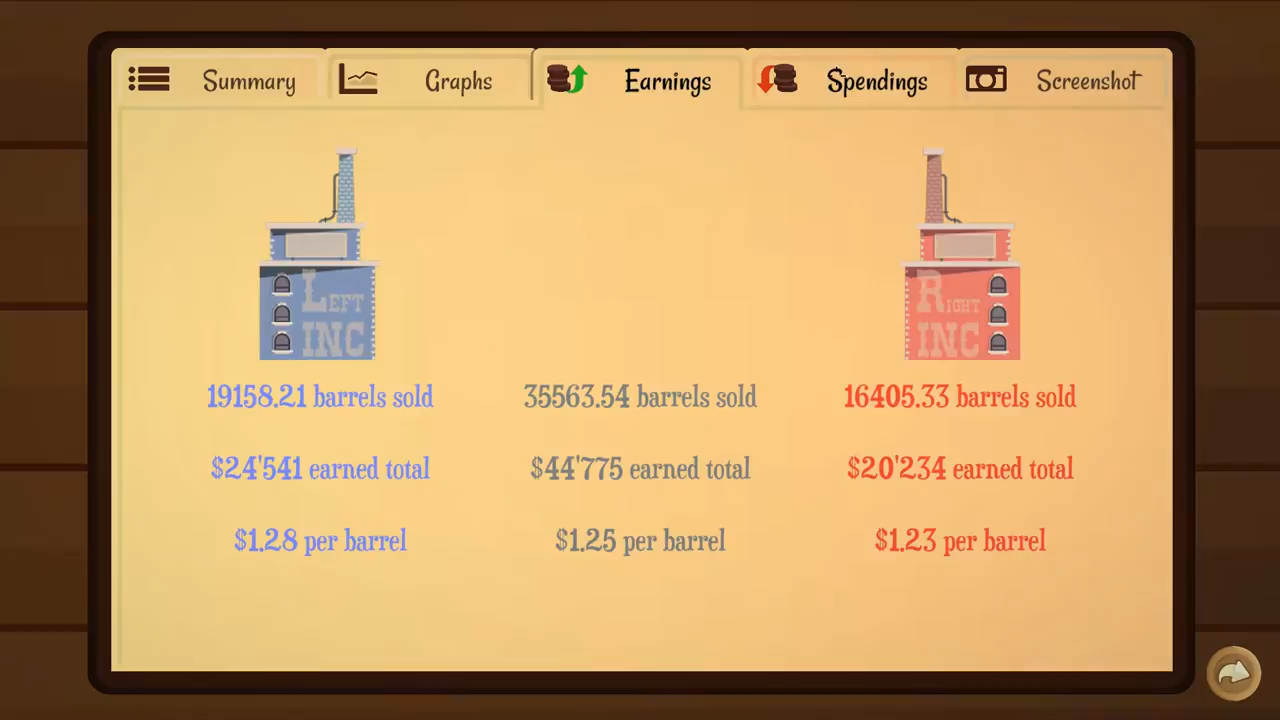 Summary Graphs Earnings Spendings Screenshot
LEFT RIGHT
INC INC
19158.21 barrels sold 35563.54 barrels sold 16405.33 barrels sold
$24'541 earned total $44'775 earned total $20'234 earned total
$1.28 per barrel $1.25 per barrel $1.23 per barrel